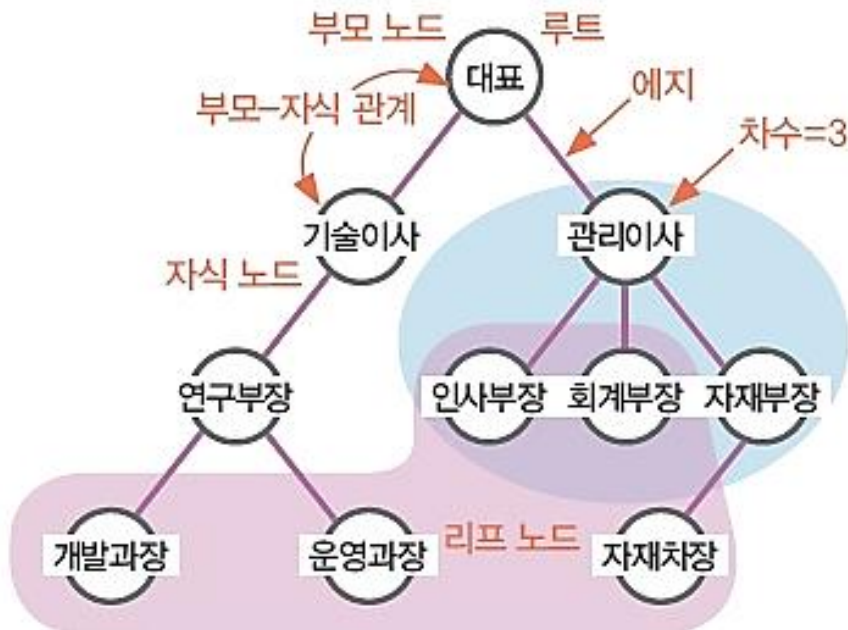 부모 노드
루트
대표
부모-자식 관계
에지
차수=3
기술이사
관리이사
자식 노드
연구부장
인사부장
회계부장
자재부장
개발과장
운영과장
리프 노드
자재차장